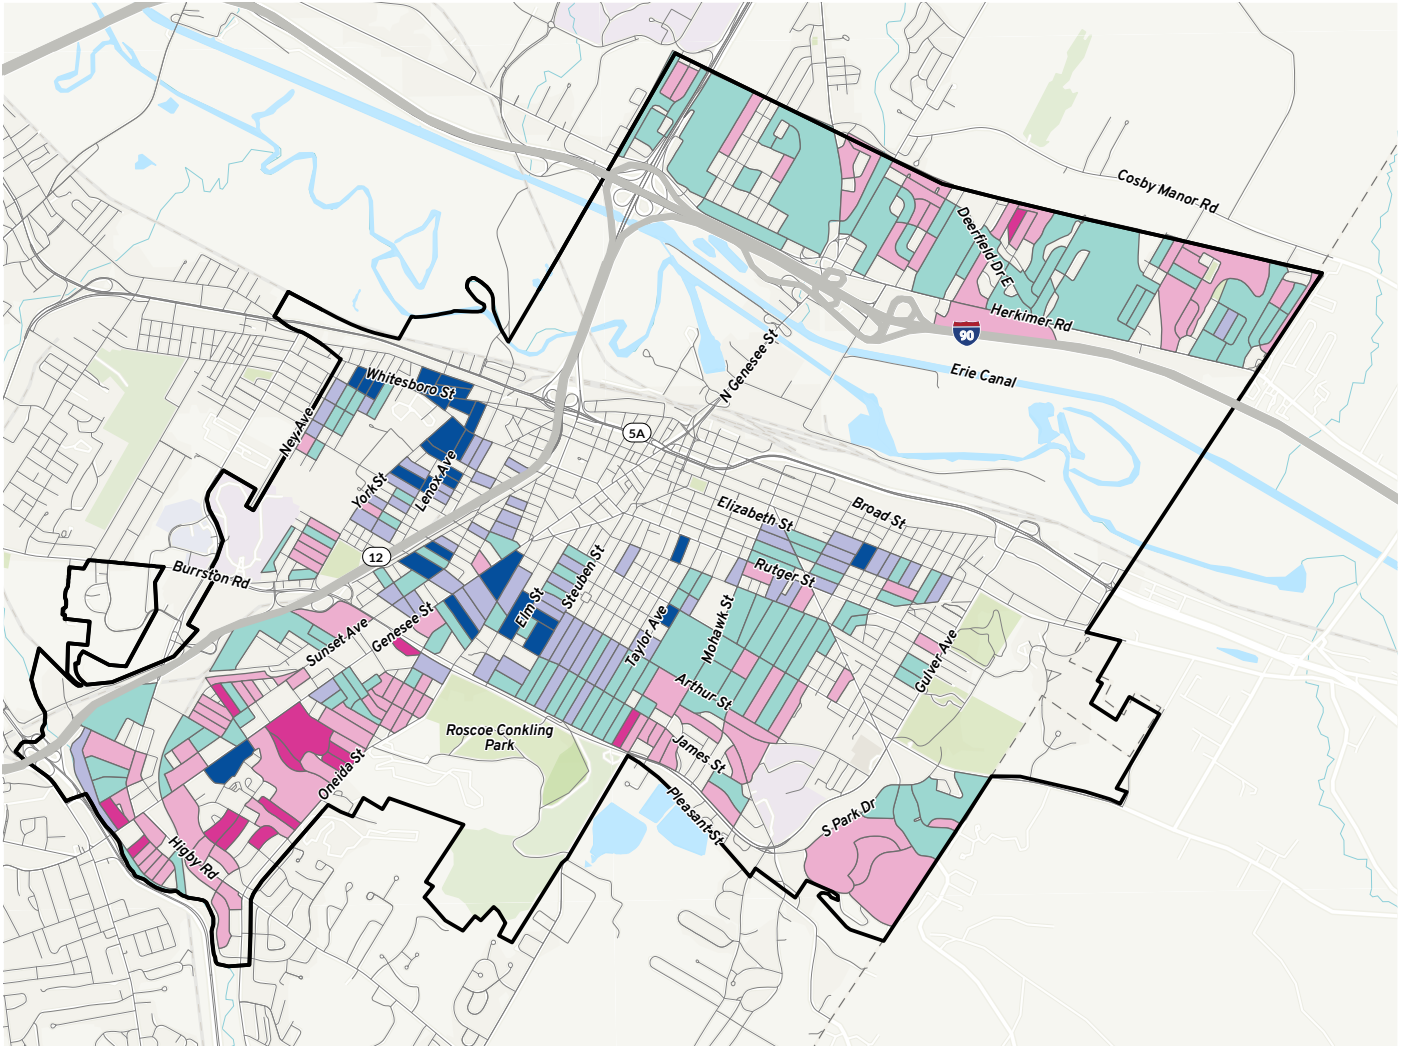 Cosby Manor Rd
Deerfield Dr E
Herkimer Rd
90
Erie Canal
N Genesee St
Whitesboro St
Ney Ave
5A
York St
Lenox Ave
Elizabeth St
Broad St
12
Burrston Rd
Rutger St
Steuben St
Elm St
Genesee St
Sunset Ave
Taylor Ave
Mohawk St
Culver Ave
Arthur St
Roscoe Conkling
Park
James St
Oneida St
Pleasant St
S Park Dr
Higby Rd